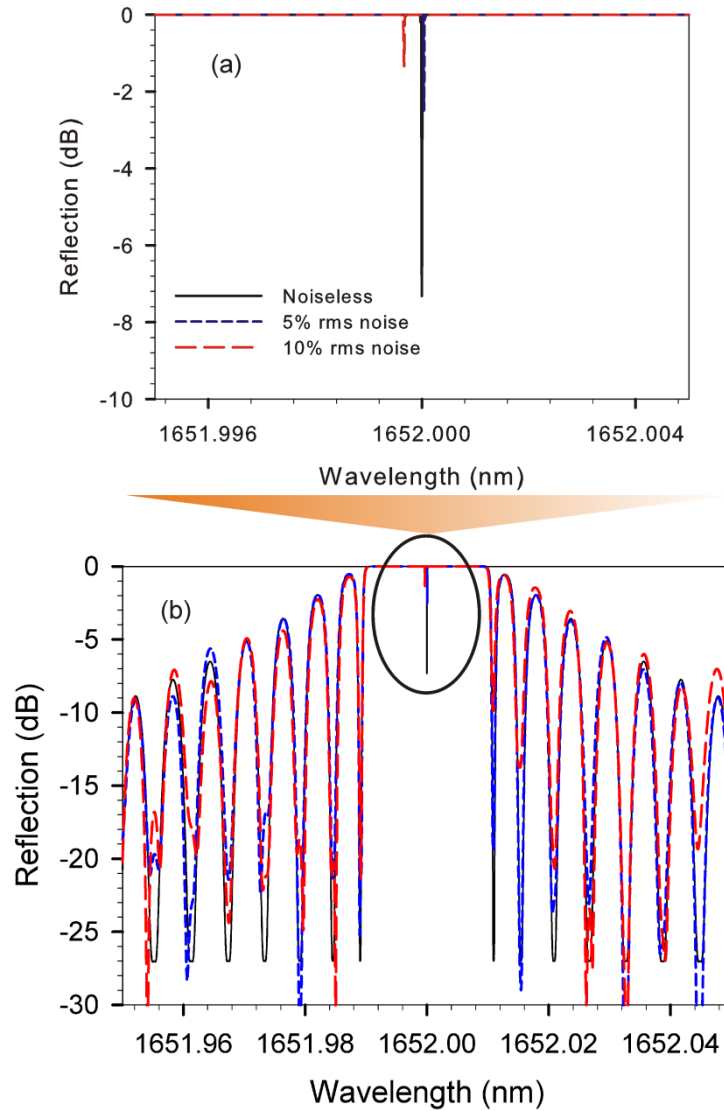 0
(a)
-2
Reflection (dB)
-4
-6
Noiseless
5% rms noise
-8
10% rms noise
-10
1651.996 1652.000 1652.004
Wavelength (nm)
0
(b)
-5
-10
Reflection (dB)
-15
-20
-25
-30
1651.96 1651.98 1652.00 1652.02 1652.04
Wavelength (nm)